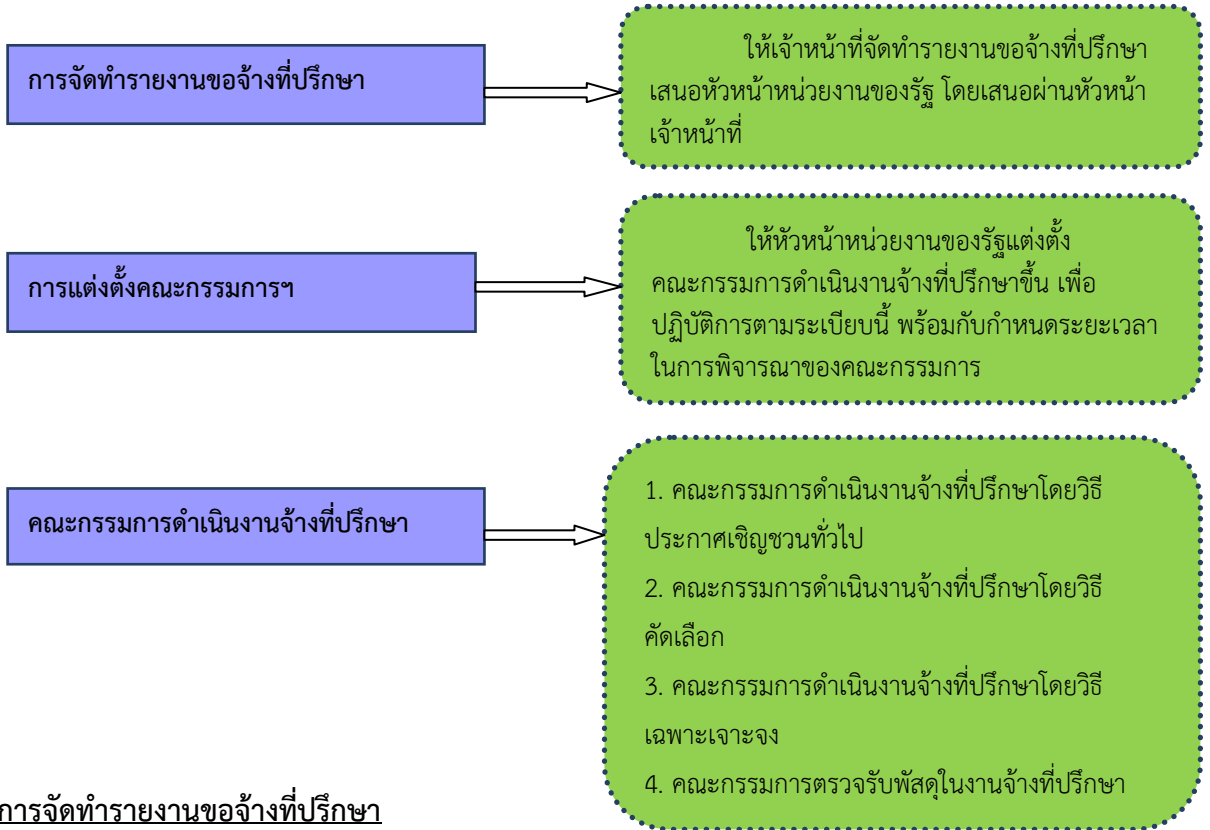 การจัดทำรายงานขอจ้างที่ปรึกษา
ให้เจ้าหน้าที่จัดทำรายงานขอจ้างที่ปรึกษา
เสนอหัวหน้าหน่วยงานของรัฐ โดยเสนอผ่านหัวหน้า
เจ้าหน้าที่
การแต่งตั้งคณะกรรมการฯ
ให้หัวหน้าหน่วยงานของรัฐแต่งตั้ง
คณะกรรมการดำเนินงานจ้างที่ปรึกษาขึ้น เพื่อ
ปฏิบัติการตามระเบียบนี้ พร้อมกับกำหนดระยะเวลา
ในการพิจารณาของคณะกรรมการ
คณะกรรมการดำเนินงานจ้างที่ปรึกษา
1. คณะกรรมการดำเนินงานจ้างที่ปรึกษาโดยวิธี
ประกาศเชิญชวนทั่วไป
2. คณะกรรมการดำเนินงานจ้างที่ปรึกษาโดยวิธี
คัดเลือก
3. คณะกรรมการดำเนินงานจ้างที่ปรึกษาโดยวิธี
เฉพาะเจาะจง
4. คณะกรรมการตรวจรับพัสดุในงานจ้างที่ปรึกษา
การจัดทำรายงานขอจ้างที่ปรึกษา